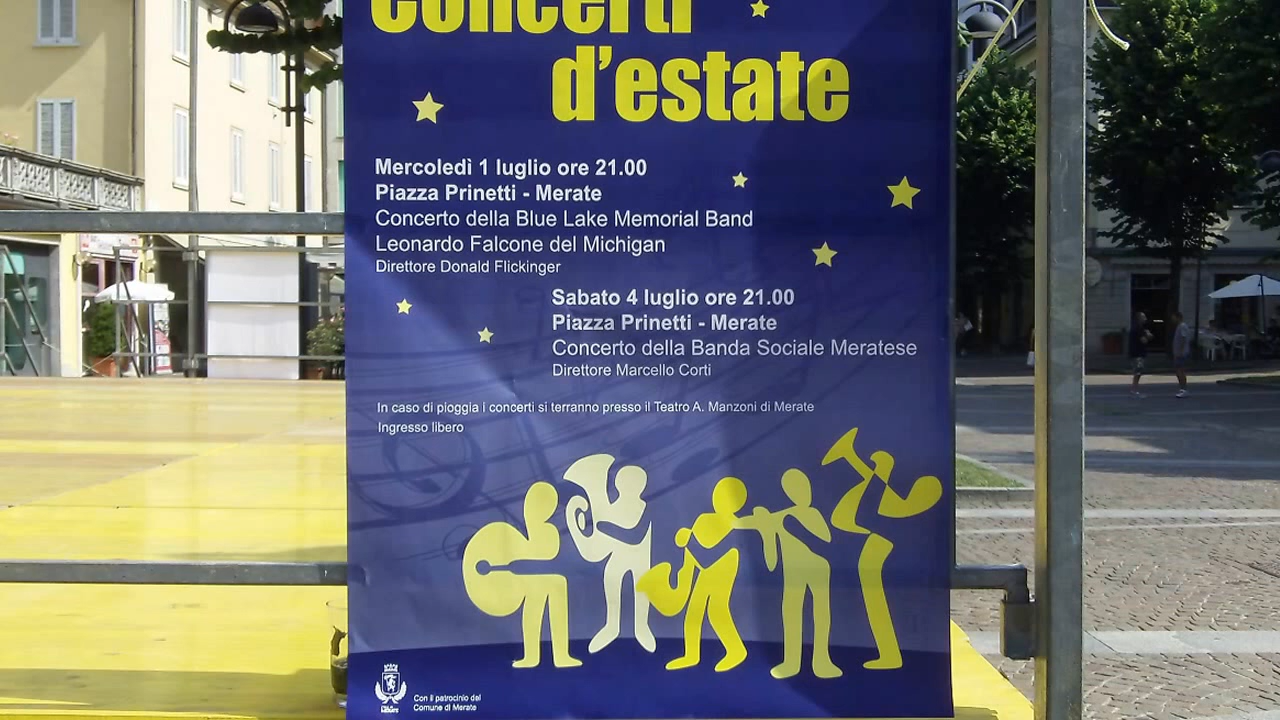 concerti
d'estate
Mercoledì 1 luglio ore 21.00
Piazza Prinetti - Merate
Concerto della Blue Lake Memorial Band
Leonardo Falcone del Michigan
Direttore Donald Flickinger
Sabato 4 luglio ore 21.00
Piazza Prinetti - Merate
Concerto della Banda Sociale Meratese
Direttore Marcello Corti
In caso di pioggia i concerti si terranno presso il Teatro A. Manzoni di Merate
Ingresso libero
Con il patrocinio del
Comune di Merate